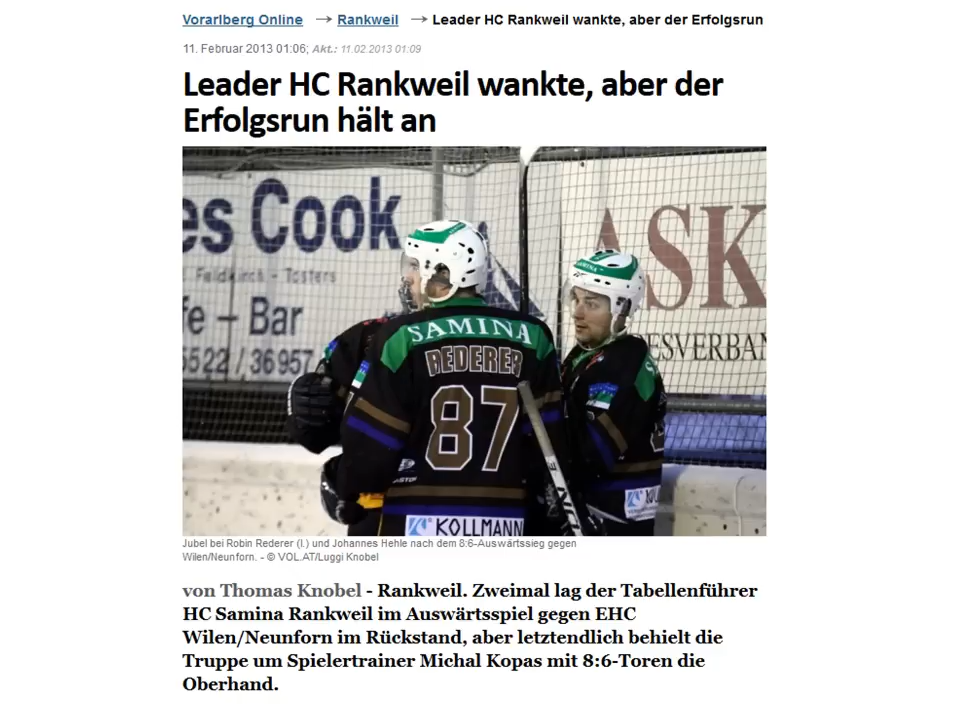 Vorarlberg Online → Rankweil → Leader HC Rankweil wankte, aber der Erfolgsrun
11. Februar 2013 01:06; Akt.: 11.02.2013 01:09
Leader HC Rankweil wankte, aber der
Erfolgsrun hält an
es Cook
Feldkirch - Tosters
fe - Bar
5522 / 36957
ASK
ESVERBAN
SAMINA
SAMINA
REDERER
87
KOLLMANN
Jubel bei Robin Rederer (l.) und Johannes Hehle nach dem 8:6-Auswärtssieg gegen
Wilen/Neunforn. - © VOL.AT/Luggi Knobel
von Thomas Knobel - Rankweil. Zweimal lag der Tabellenführer
HC Samina Rankweil im Auswärtsspiel gegen EHC
Wilen/Neunforn im Rückstand, aber letztendlich behielt die
Truppe um Spielertrainer Michal Kopas mit 8:6-Toren die
Oberhand.